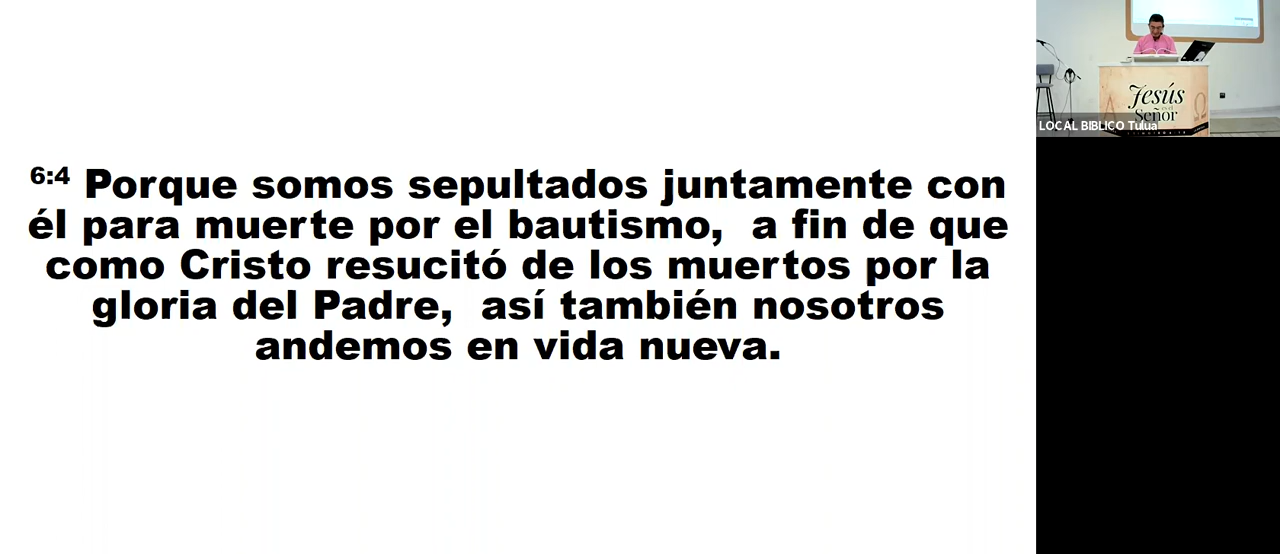 6:4 Porque somos sepultados juntamente con
él para muerte por el bautismo, a fin de que
como Cristo resucitó de los muertos por la
gloria del Padre, así también nosotros
andemos en vida nueva.
Jesús
es el
Señor
LOCAL BIBLICO Tulua